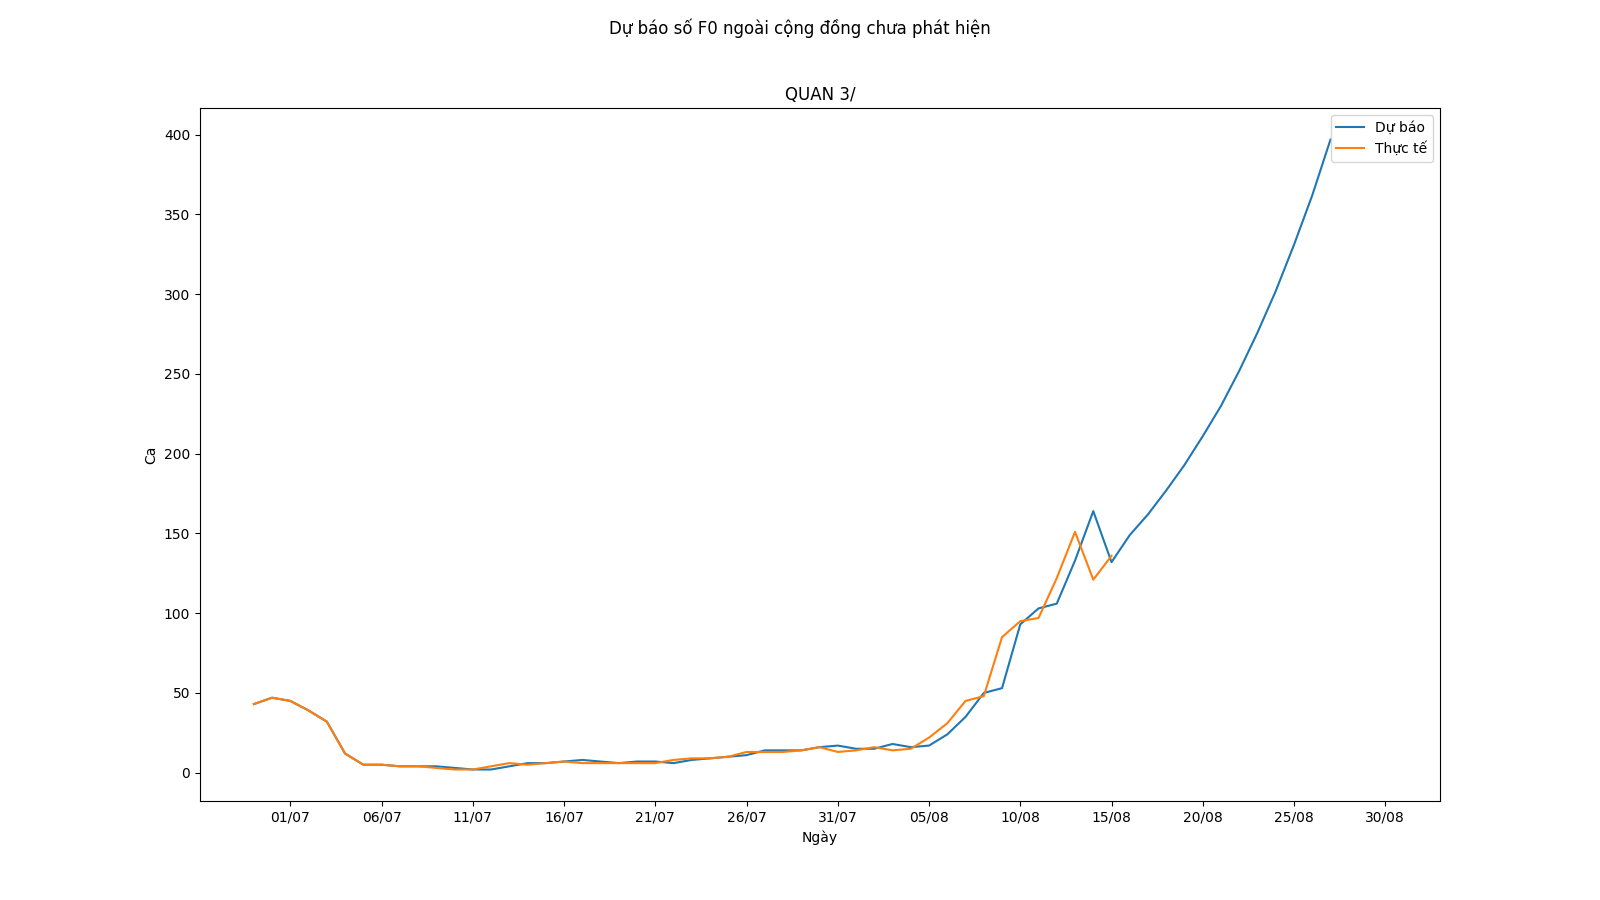 Dự báo số F0 ngoài cộng đồng chưa phát hiện
QUAN 3/
Dự báo
Thực tế
400
350
300
250
200
150
100
50
0
Ca
01/07 06/07 11/07 16/07 21/07 26/07 31/07 05/08 10/08 15/08 20/08 25/08 30/08
Ngày